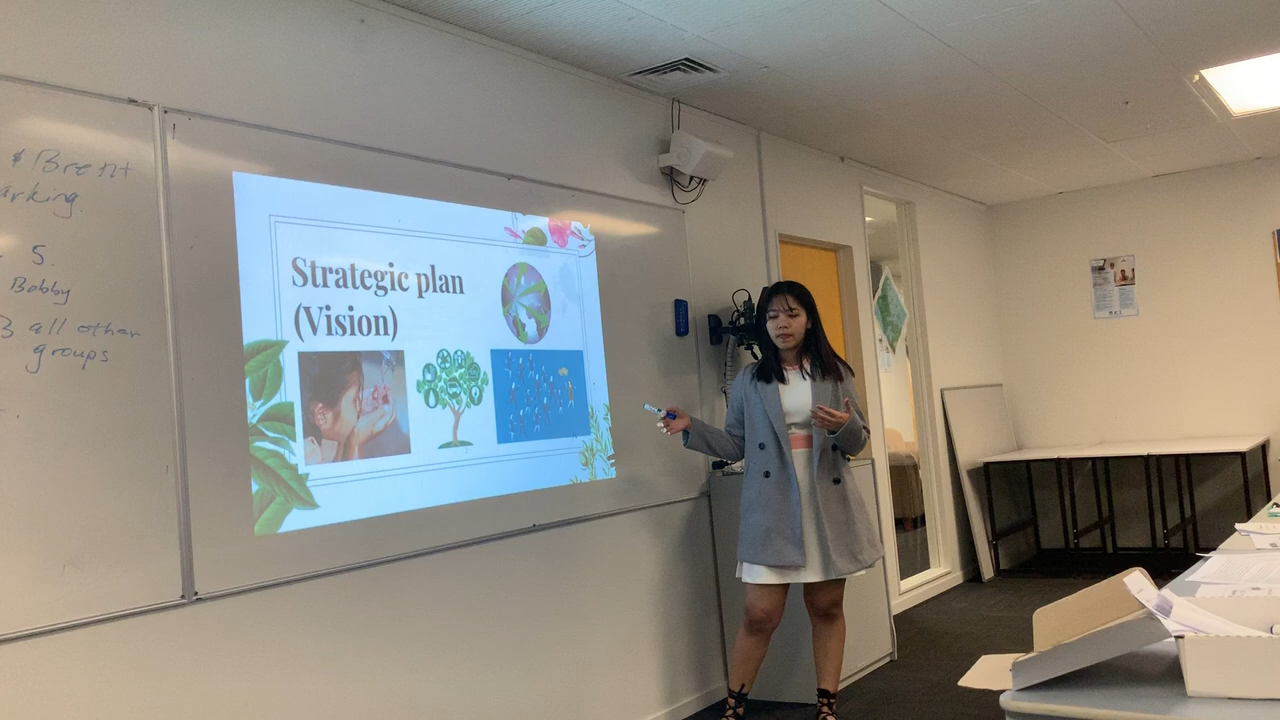 & Brent
arking.
5.
Bobby
3 all other
groups
Strategic plan
(Vision)